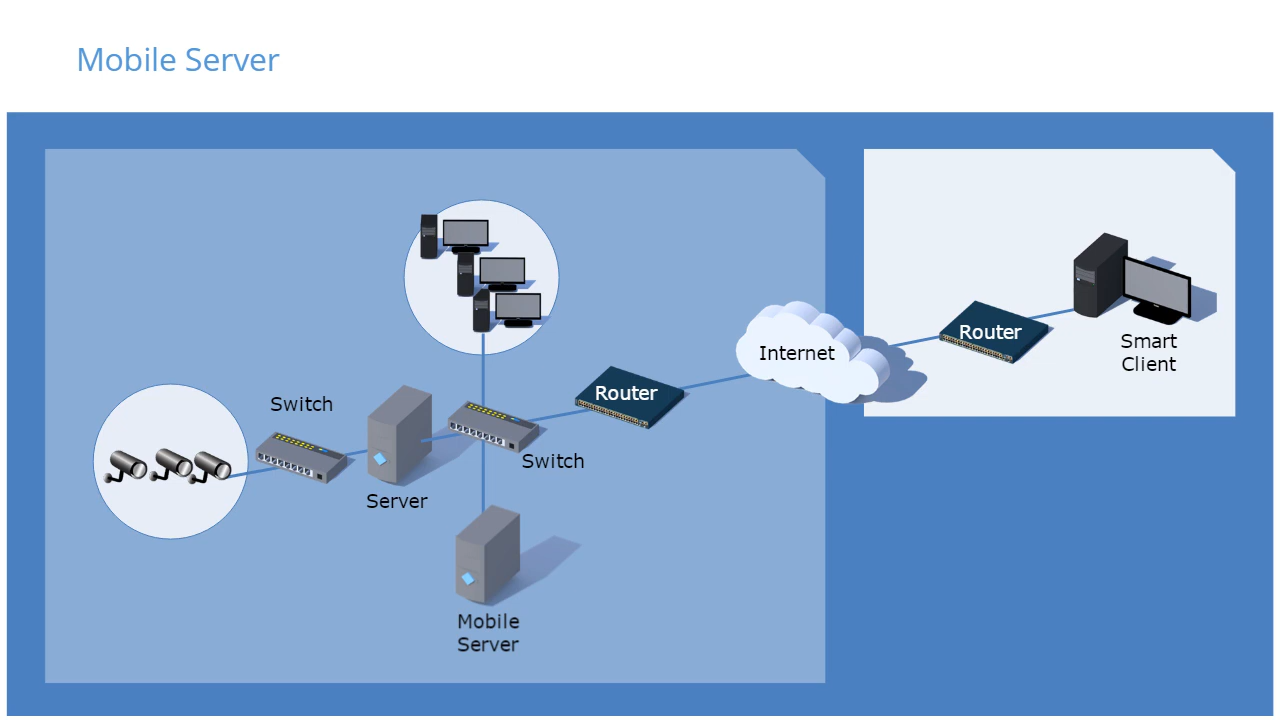 Mobile Server
Router
Smart
Client
Internet
Router
Switch
Switch
Server
Mobile
Server